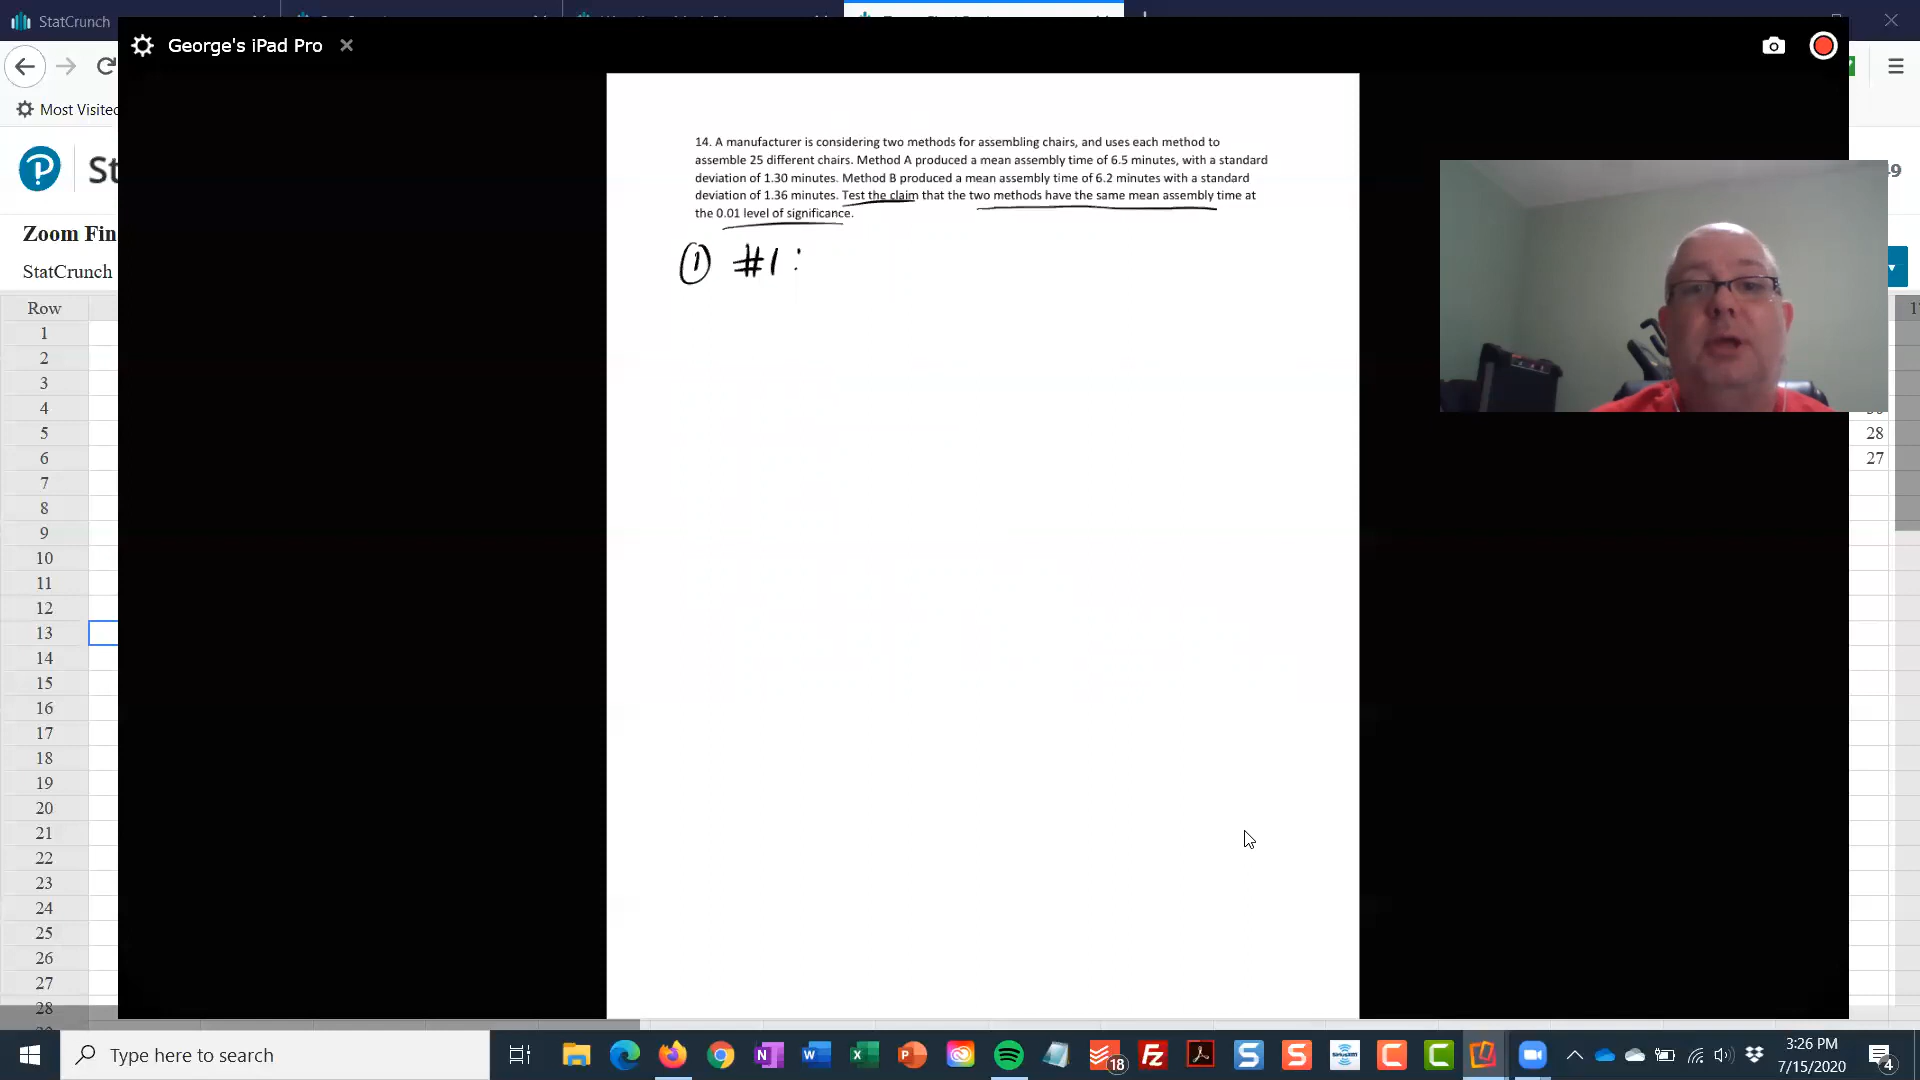 StatCrunch
George's iPad Pro
Most Visited
St
Zoom Fin
StatCrunch
Row
1
2
3
4
5
6
7
8
9
10
11
12
13
14
15
16
17
18
19
20
21
22
23
24
25
26
27
28
14. A manufacturer is considering two methods for assembling chairs, and uses each method to
assemble 25 different chairs. Method A produced a mean assembly time of 6.5 minutes, with a standard
deviation of 1.30 minutes. Method B produced a mean assembly time of 6.2 minutes with a standard
deviation of 1.36 minutes. Test the claim that the two methods have the same mean assembly time at
the 0.01 level of significance.
① #1:
28
27
Type here to search
18
3:26 PM
7/15/2020
4